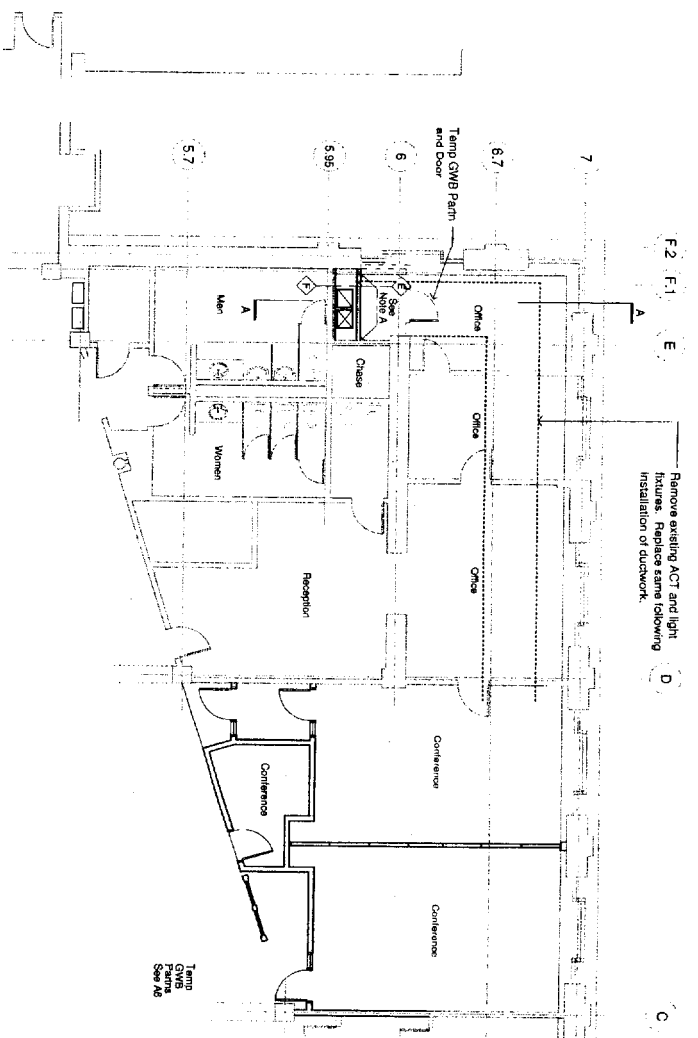 F.2
F.1
E
D
C
7
6.7
6
5.95
5.7
Remove existing ACT and light
fixtures. Replace same following
installation of ductwork.
Temp GWB Partn
and Door
A
Office
Office
Office
E
See
Note A
F
A
Men
Chase
Women
Reception
Conference
Conference
Conference
Temp
GWB
Partns
See A6